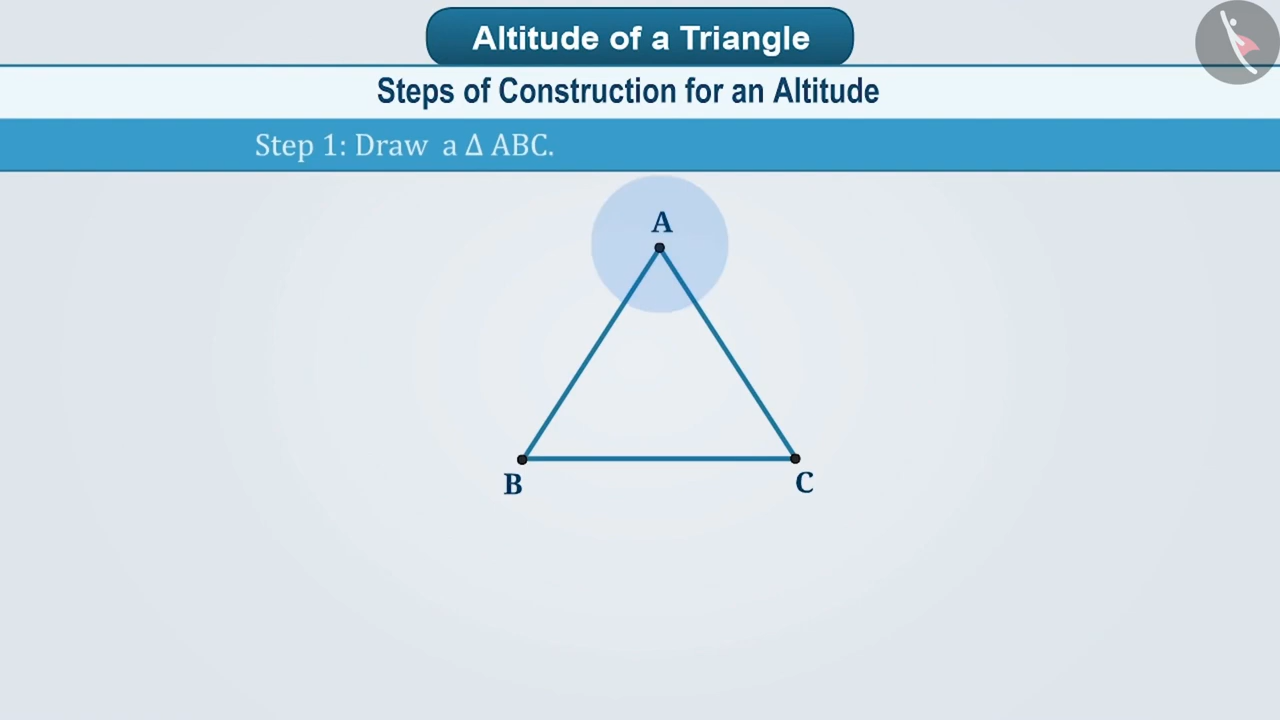 Altitude of a Triangle
Steps of Construction for an Altitude
Step 1: Draw a Δ ABC.
A
B
C